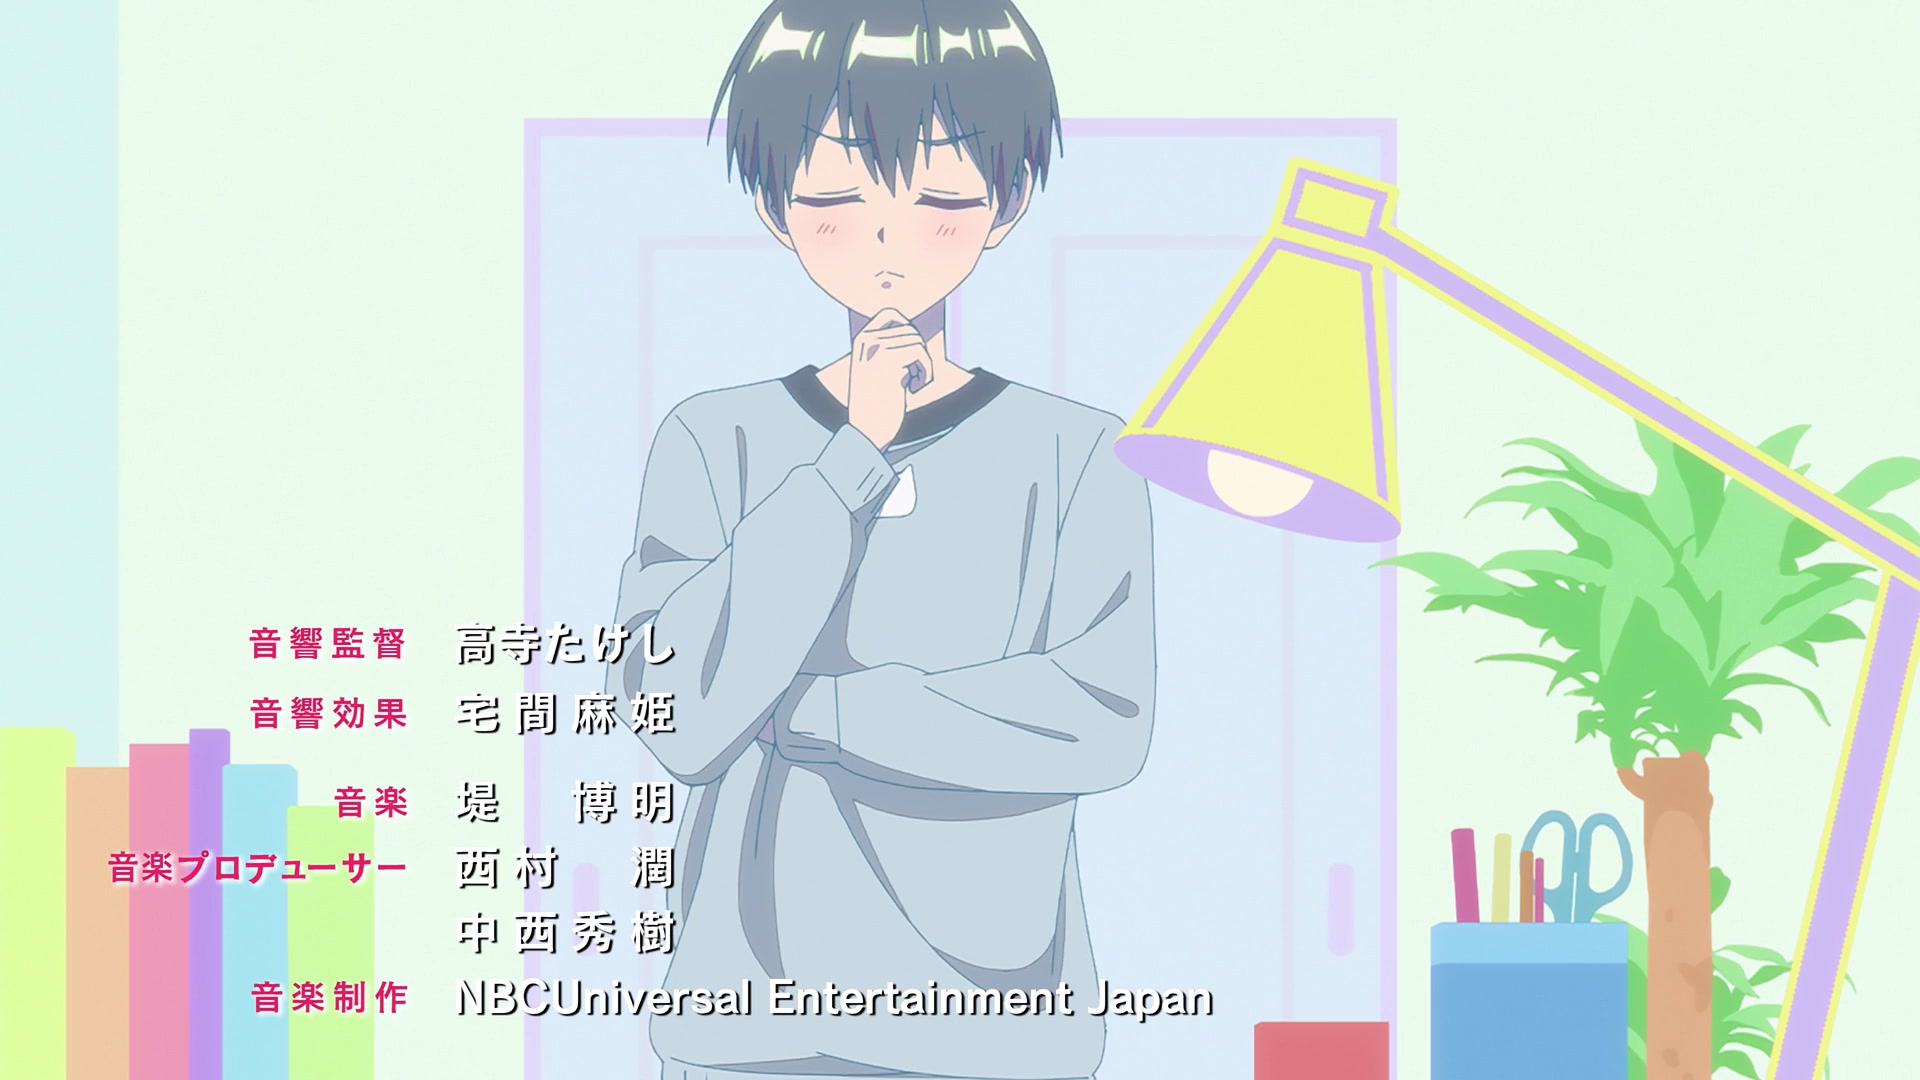 音響監督 高寺たけし
音響効果 宅間麻姫
音楽 堤 博明
音楽プロデューサー 西村 潤
中西秀樹
音楽制作 NBCUniversal Entertainment Japan